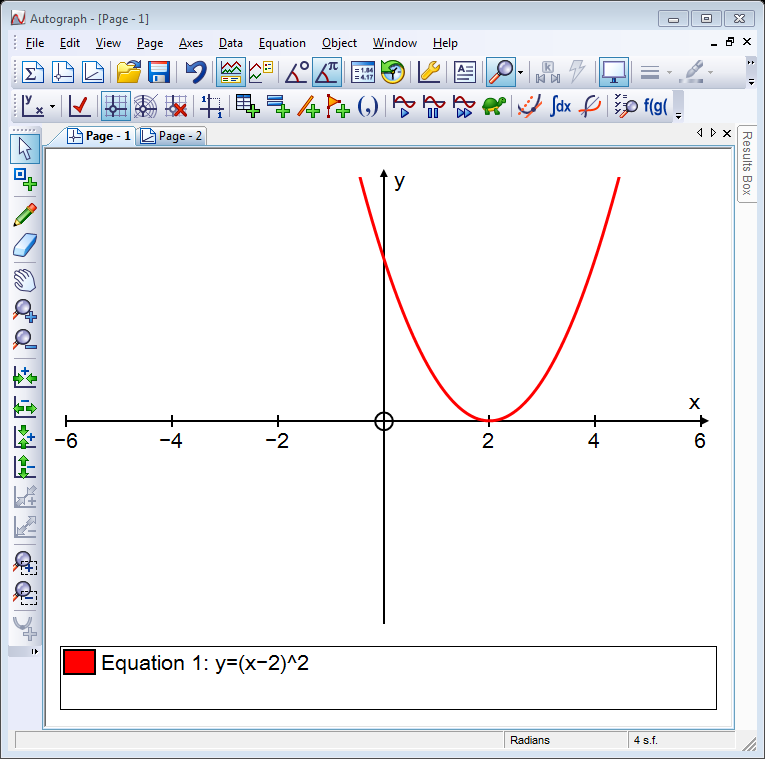 Autograph - [Page - 1]
File Edit View Page Axes Data Equation Object Window Help
∫dx
f(g(
Page - 1 Page - 2
Results Box
y
x
−6 −4 −2 2 4 6
Equation 1: y=(x−2)^2
Radians 4 s.f.